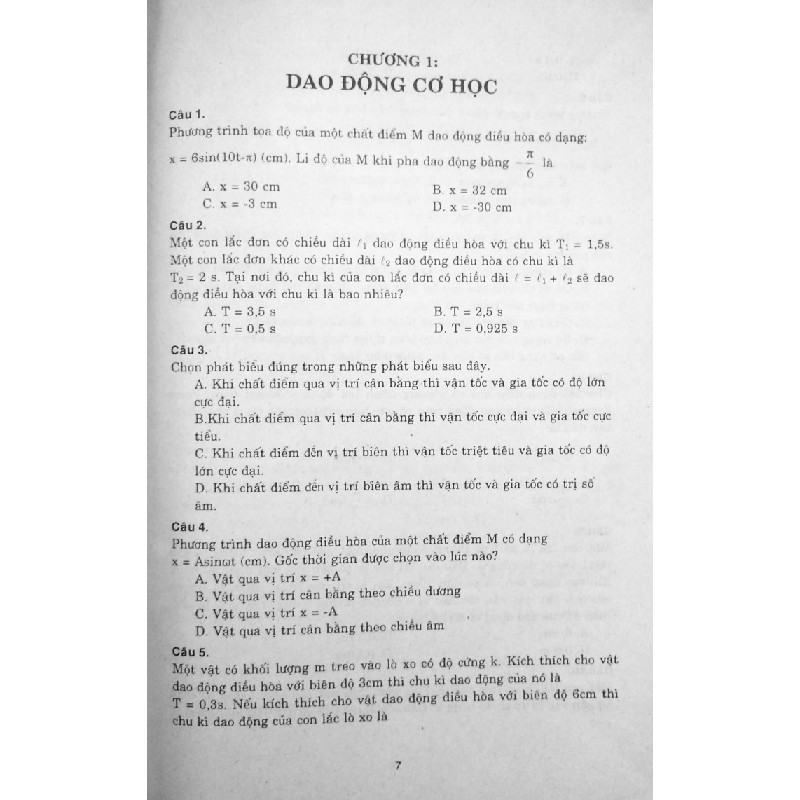 CHƯƠNG 1:
DAO ĐỘNG CƠ HỌC
Câu 1.
Phương trình tọa độ của một chất điểm M dao động điều hòa có dạng:
x = 6sin(10t-π) (cm). Li độ của M khi pha dao động bằng -π/6 là
A. x = 30 cm B. x = 32 cm
C. x = -3 cm D. x = -30 cm
Câu 2.
Một con lắc đơn có chiều dài ℓ₁ dao động điều hòa với chu kì T₁ = 1,5s.
Một con lắc đơn khác có chiều dài ℓ₂ dao động điều hòa có chu kì là
T₂ = 2 s. Tại nơi đó, chu kì của con lắc đơn có chiều dài ℓ = ℓ₁ + ℓ₂ sẽ dao
động điều hòa với chu kì là bao nhiêu?
A. T = 3,5 s B. T = 2,5 s
C. T = 0,5 s D. T = 0.925 s
Câu 3.
Chọn phát biểu đúng trong những phát biểu sau đây.
A. Khi chất điểm qua vị trí cân bằng thì vận tốc và gia tốc có độ lớn
cực đại.
B.Khi chất điểm qua vị trí cân bằng thì vận tốc cực đại và gia tốc cực
tiểu.
C. Khi chất điểm đến vị trí biên thì vận tốc triệt tiêu và gia tốc có độ
lớn cực đại.
D. Khi chất điểm đến vị trí biên âm thì vận tốc và gia tốc có trị số
âm.
Câu 4.
Phương trình dao động điều hòa của một chất điểm M có dạng
x = Asinωt (cm). Gốc thời gian được chọn vào lúc nào?
A. Vật qua vị trí x = +A
B. Vật qua vị trí cân bằng theo chiều dương
C. Vật qua vị trí x = -A
D. Vật qua vị trí cân bằng theo chiều âm
Câu 5.
Một vật có khối lượng m treo vào lò xo có độ cứng k. Kích thích cho vật
dao động điều hòa với biên độ 3cm thì chu kì dao động của nó là
T = 0,3s. Nếu kích thích cho vật dao động điều hòa với biên độ 6cm thì
chu kì dao động của con lắc lò xo là
7